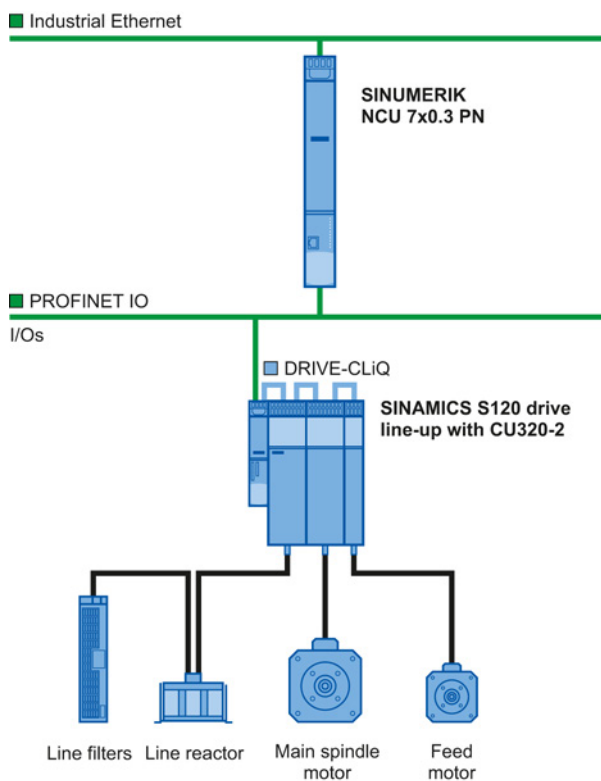 Industrial Ethernet
SINUMERIK
NCU 7x0.3 PN
PROFINET IO
I/Os
DRIVE-CLiQ
SINAMICS S120 drive
line-up with CU320-2
Line filters
Line reactor
Main spindle
motor
Feed
motor